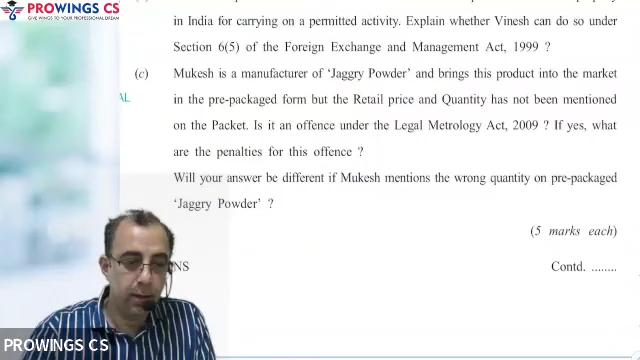 PROWINGS CS
GIVE WINGS TO YOUR PROFESSIONAL DREAM
in India for carrying on a permitted activity. Explain whether Vinesh can do so under
Section 6(5) of the Foreign Exchange and Management Act, 1999 ?
(c) Mukesh is a manufacturer of ‘Jaggry Powder’ and brings this product into the market
AL in the pre-packaged form but the Retail price and Quantity has not been mentioned
on the Packet. Is it an offence under the Legal Metrology Act, 2009 ? If yes, what
are the penalties for this offence ?
Will your answer be different if Mukesh mentions the wrong quantity on pre-packaged
‘Jaggry Powder’ ?
(5 marks each)
NS Contd. ........
PROWINGS CS